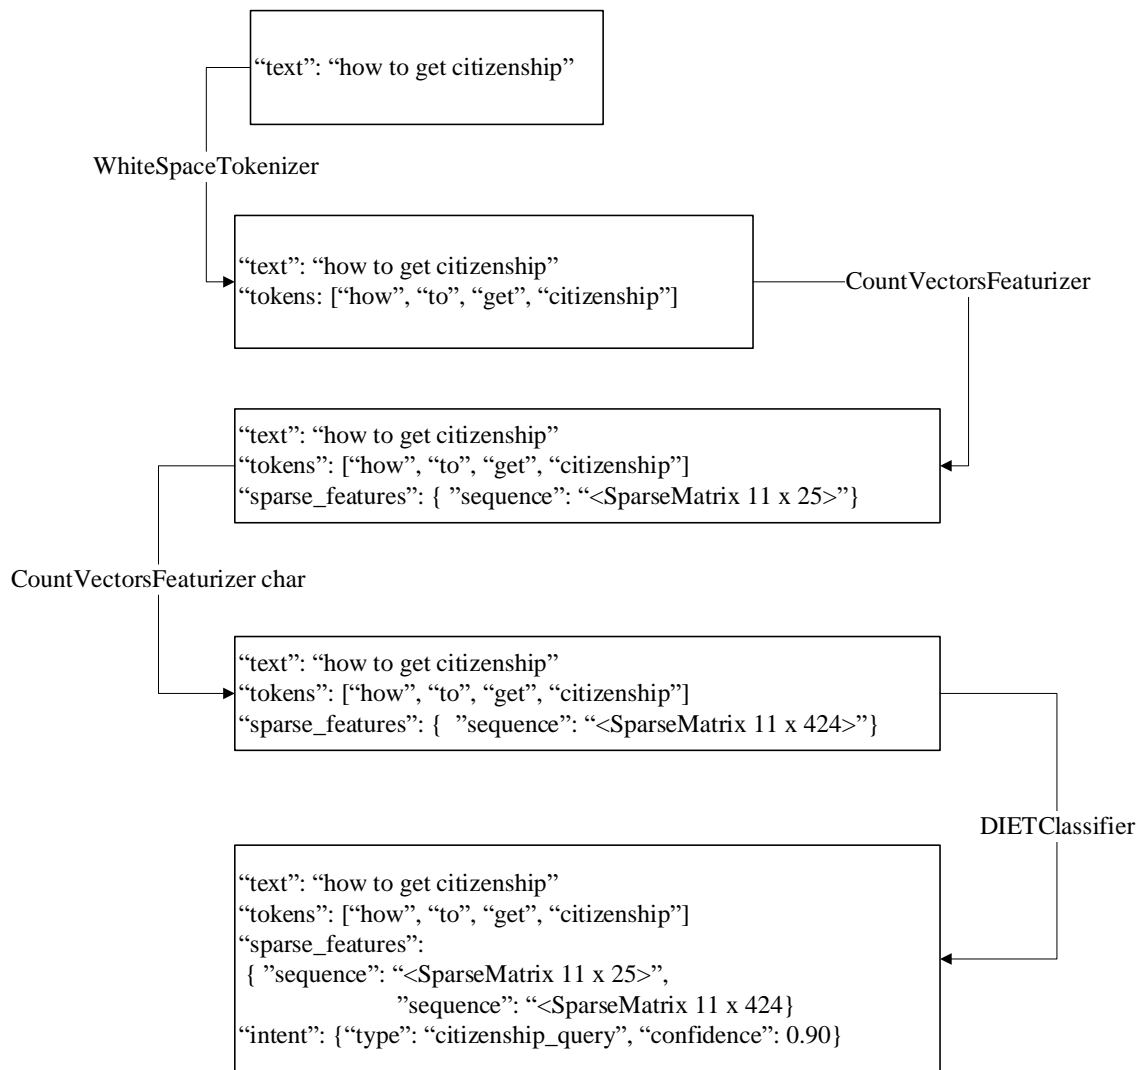 “text”: “how to get citizenship”
WhiteSpaceTokenizer
“text”: “how to get citizenship”
“tokens: [“how”, “to”, “get”, “citizenship”]
CountVectorsFeaturizer
“text”: “how to get citizenship”
“tokens”: [“how”, “to”, “get”, “citizenship”]
“sparse_features”: { ”sequence”: “<SparseMatrix 11 x 25>”}
CountVectorsFeaturizer char
“text”: “how to get citizenship”
“tokens”: [“how”, “to”, “get”, “citizenship”]
“sparse_features”: {  ”sequence”: “<SparseMatrix 11 x 424>”}
DIETClassifier
“text”: “how to get citizenship”
“tokens”: [“how”, “to”, “get”, “citizenship”]
“sparse_features”:
{ ”sequence”: “<SparseMatrix 11 x 25>”,
”sequence”: “<SparseMatrix 11 x 424}
“intent”: {“type”: “citizenship_query”, “confidence”: 0.90}